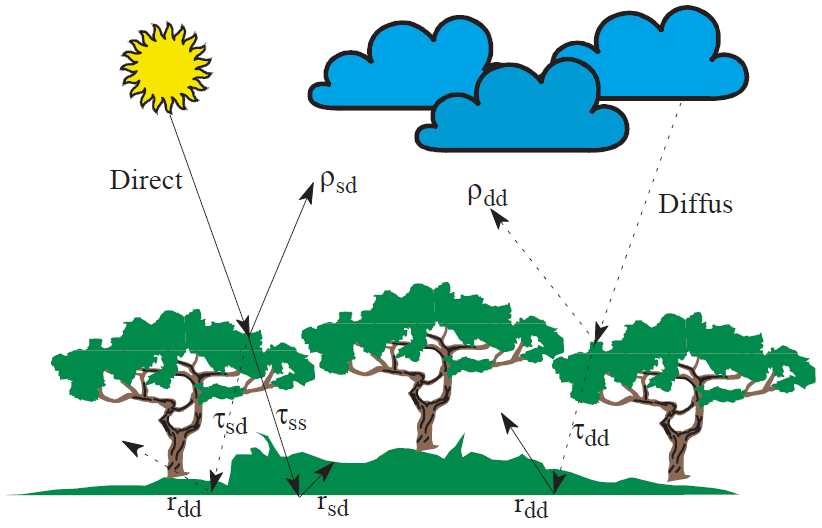 Direct
ρsd
ρdd
Diffus
τsd
τss
τdd
rdd
rsd
rdd